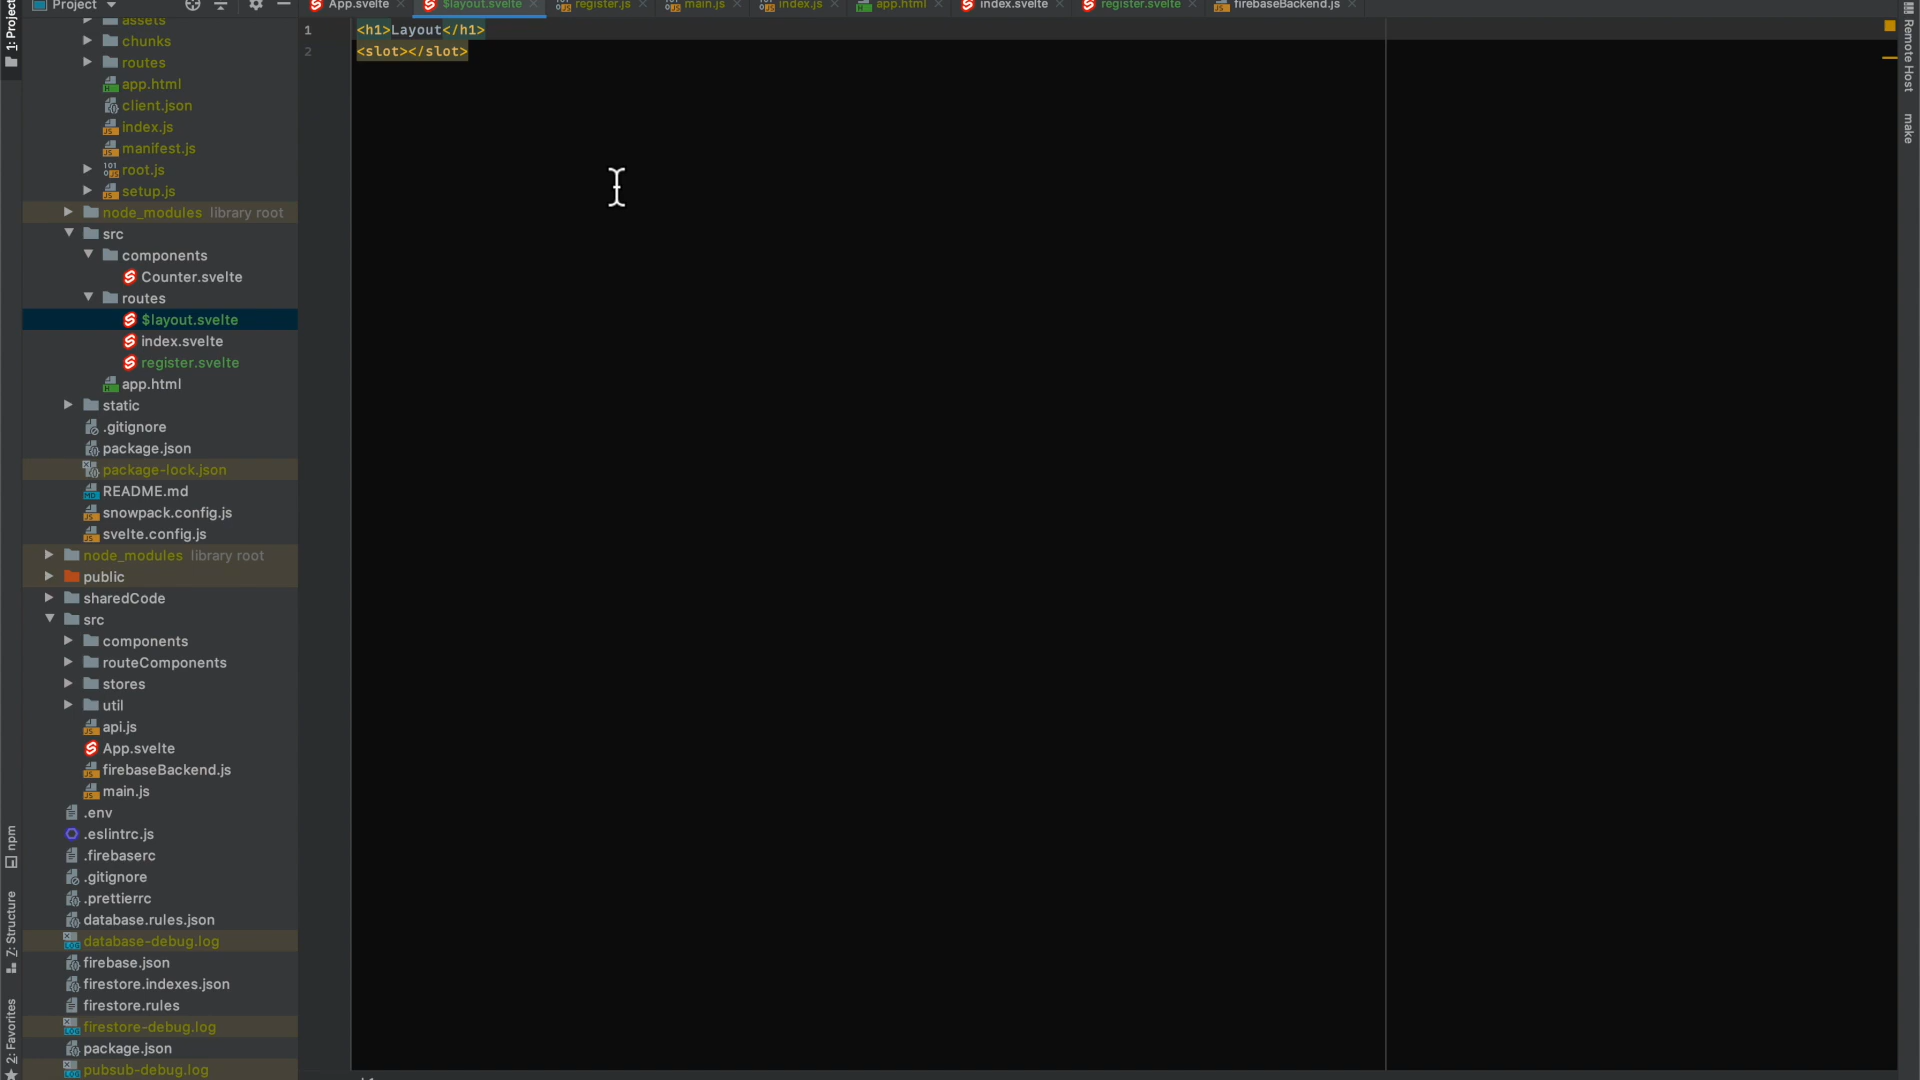 Project
App.svelte
$layout.svelte
register.js
main.js
index.js
app.html
index.svelte
register.svelte
firebaseBackend.js
1: Project
assets
chunks
routes
app.html
client.json
index.js
manifest.js
root.js
setup.js
node_modules library root
src
components
Counter.svelte
routes
$layout.svelte
index.svelte
register.svelte
app.html
static
.gitignore
package.json
package-lock.json
README.md
snowpack.config.js
svelte.config.js
node_modules library root
public
sharedCode
src
components
routeComponents
stores
util
api.js
App.svelte
firebaseBackend.js
main.js
.env
.eslintrc.js
.firebaserc
.gitignore
.prettierrc
database.rules.json
database-debug.log
firebase.json
firestore.indexes.json
firestore.rules
firestore-debug.log
package.json
pubsub-debug.log
npm
Z: Structure
2: Favorites
1 <h1>Layout</h1>
2 <slot></slot>
Remote Host
make